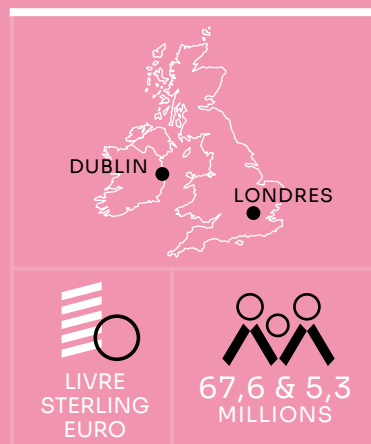 DUBLIN
LONDRES
LIVRE
STERLING
EURO
67,6 & 5,3
MILLIONS